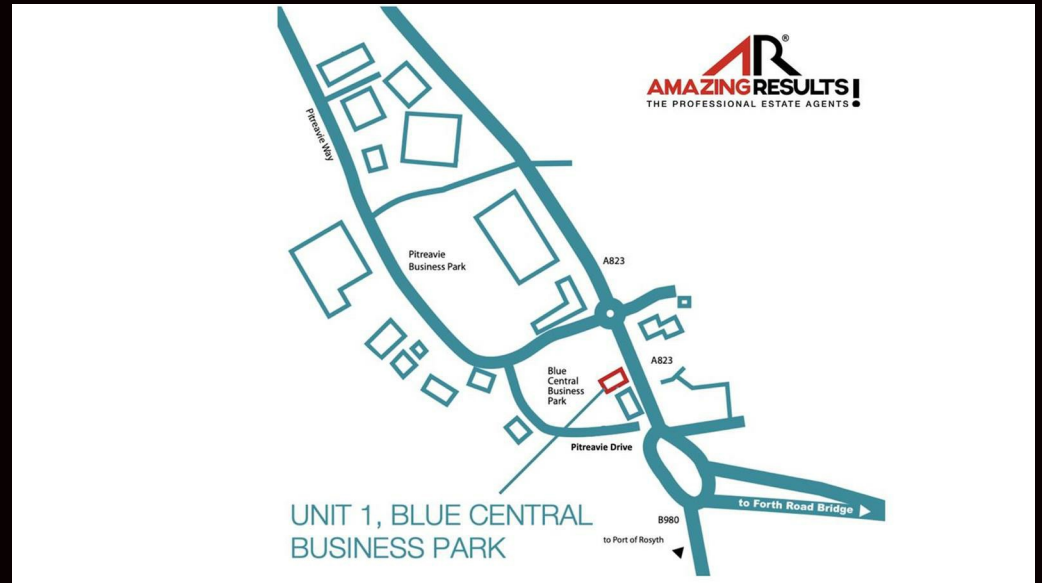 AR®
AMAZING RESULTS!
THE PROFESSIONAL ESTATE AGENTS
Pitreavie Way
Pitreavie
Business Park
A823
A823
Blue
Central
Business
Park
Pitreavie Drive
to Forth Road Bridge
UNIT 1, BLUE CENTRAL
BUSINESS PARK
B980
to Port of Rosyth